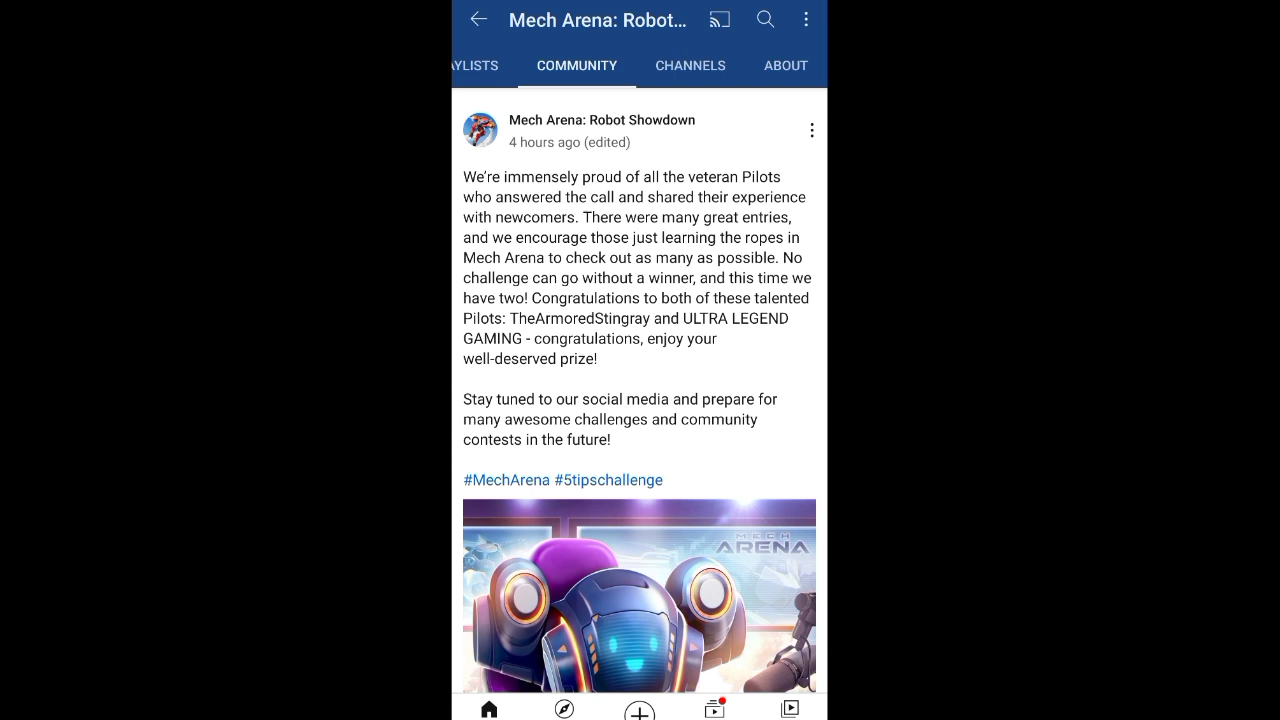 Mech Arena: Robot...
AYLISTS COMMUNITY CHANNELS ABOUT
Mech Arena: Robot Showdown
4 hours ago (edited)
We’re immensely proud of all the veteran Pilots
who answered the call and shared their experience
with newcomers. There were many great entries,
and we encourage those just learning the ropes in
Mech Arena to check out as many as possible. No
challenge can go without a winner, and this time we
have two! Congratulations to both of these talented
Pilots: TheArmoredStingray and ULTRA LEGEND
GAMING - congratulations, enjoy your
well-deserved prize!
Stay tuned to our social media and prepare for
many awesome challenges and community
contests in the future!
#MechArena #5tipschallenge
MECH
ARENA